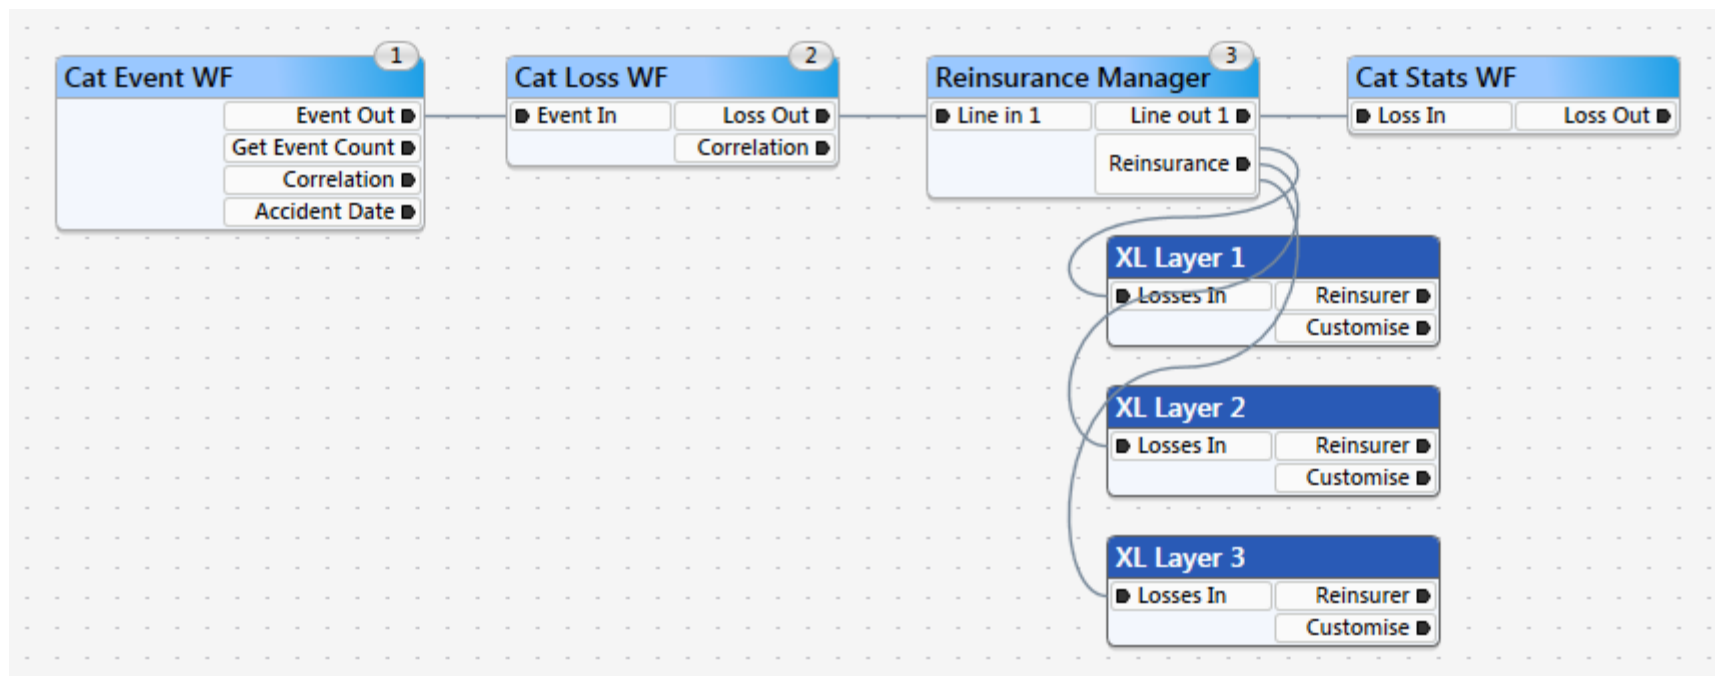 1
Cat Event WF
Event Out
Get Event Count
Correlation
Accident Date
2
Cat Loss WF
Event In
Loss Out
Correlation
3
Reinsurance Manager
Line in 1
Line out 1
Reinsurance
Cat Stats WF
Loss In
Loss Out
XL Layer 1
Losses In
Reinsurer
Customise
XL Layer 2
Losses In
Reinsurer
Customise
XL Layer 3
Losses In
Reinsurer
Customise